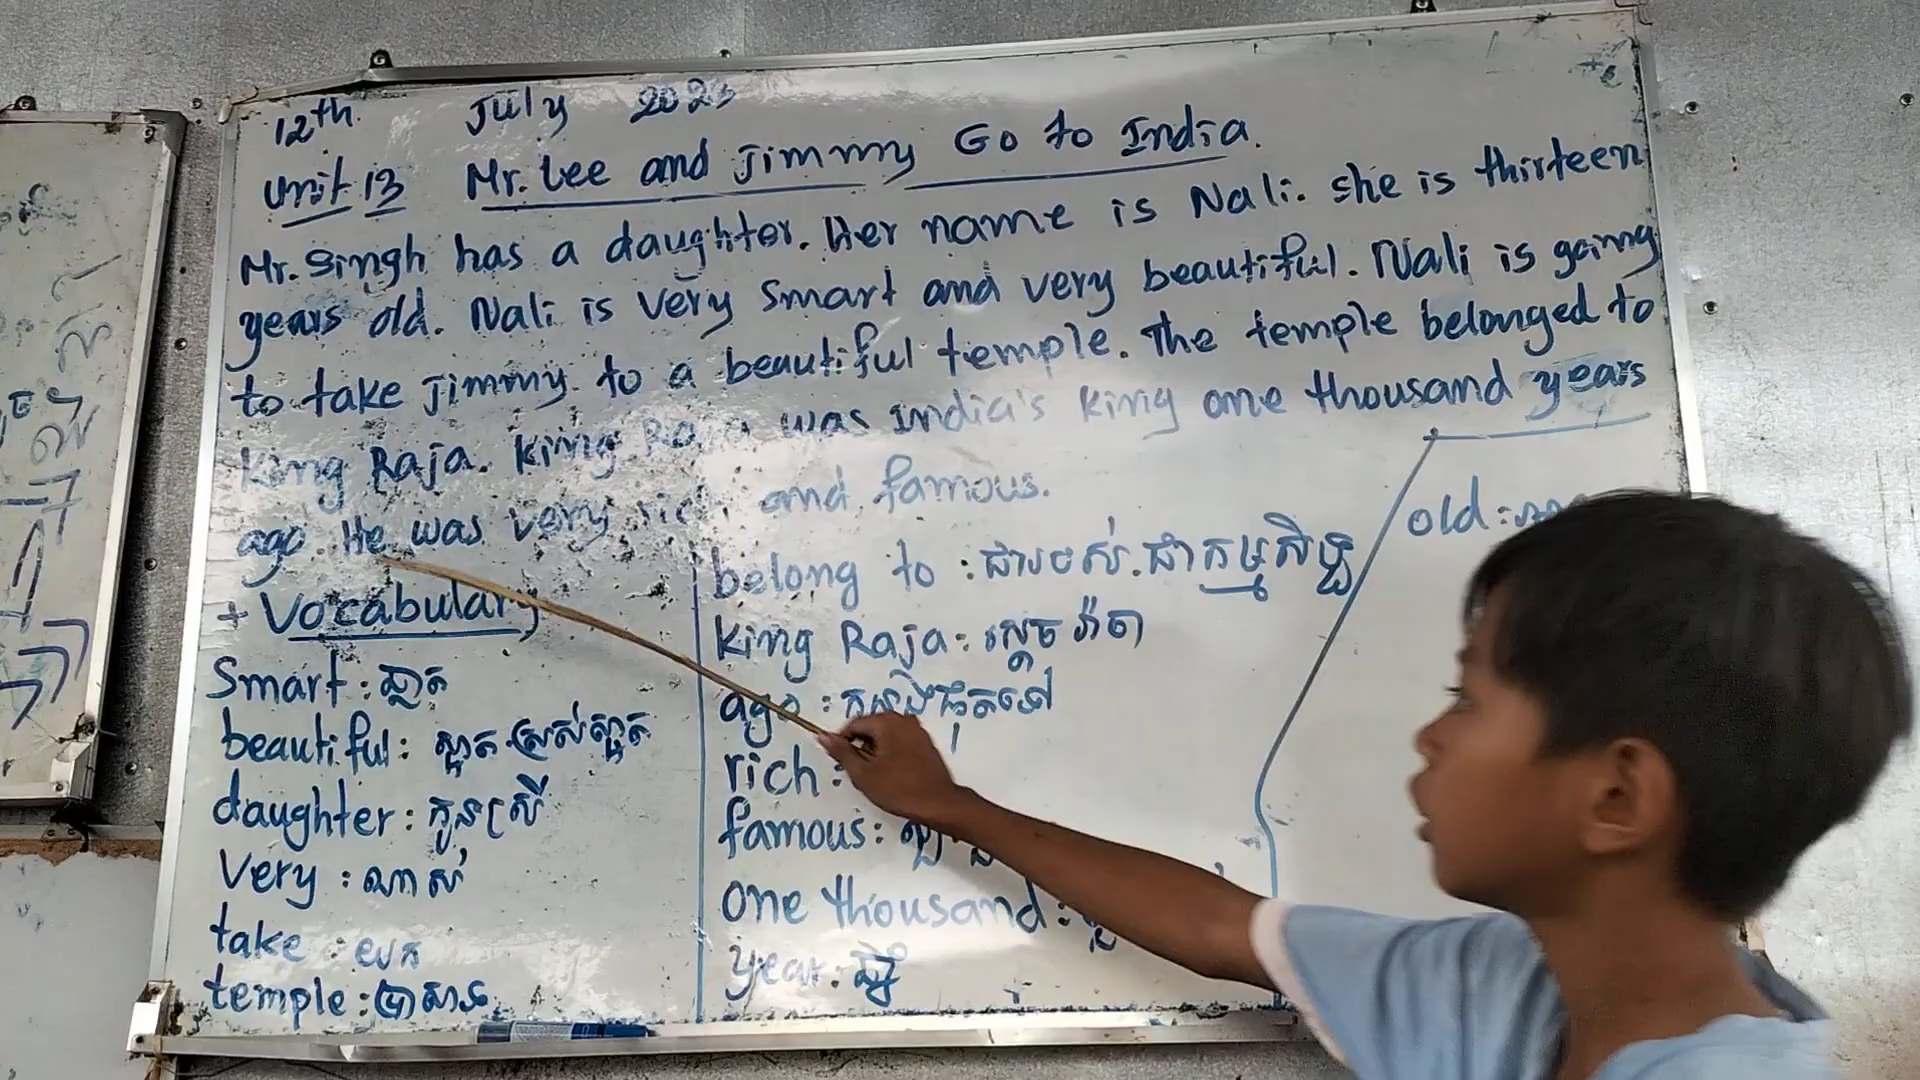 12th July 2023
Unit 13 Mr. Lee and Jimmy Go to India.
Mr. Singh has a daughter. Her name is Nali. She is thirteen
years old. Nali is very smart and very beautiful. Nali is going
to take Jimmy to a beautiful temple. The temple belonged to
King Raja. King Raja was India's King one thousand years
ago. He was very rich and famous.
+ Vocabulary
Smart : ឆ្លាត
beautiful : ស្អាត ស្រស់ស្អាត
daughter : កូនស្រី
Very : ណាស់
take : យក
temple : ប្រាសាទ
belong to : ជារបស់. ជាកម្មសិទ្ធ
King Raja : ស្តេច រ៉ាចា
ago :
rich :
famous :
one thousand :
year : ឆ្នាំ
old :